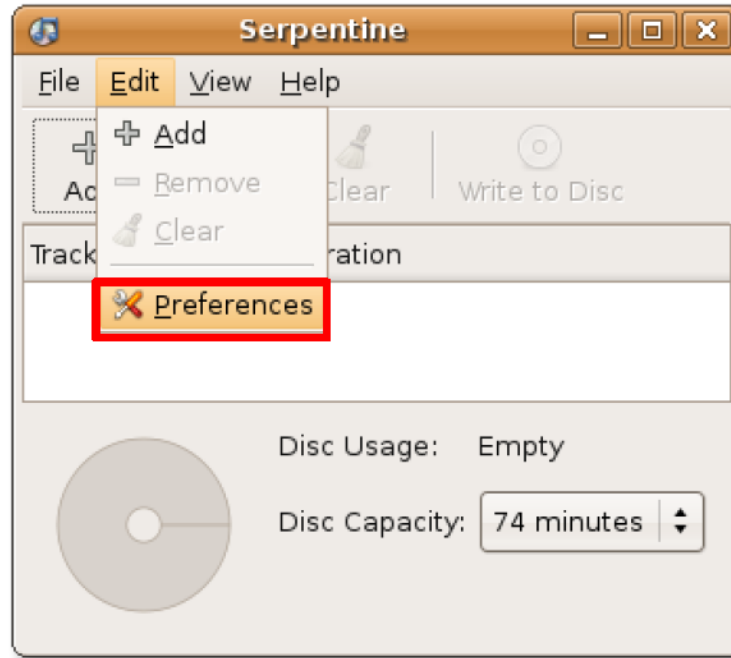 Serpentine
File Edit View Help
Add
Remove
Clear
Preferences
Ad Clear Write to Disc
Track ration
Disc Usage: Empty
Disc Capacity: 74 minutes